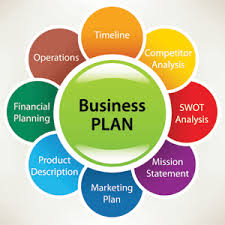 Timeline
Competitor
Analysis
SWOT
Analysis
Mission
Statement
Marketing
Plan
Product
Description
Financial
Planning
Operations
Business
PLAN